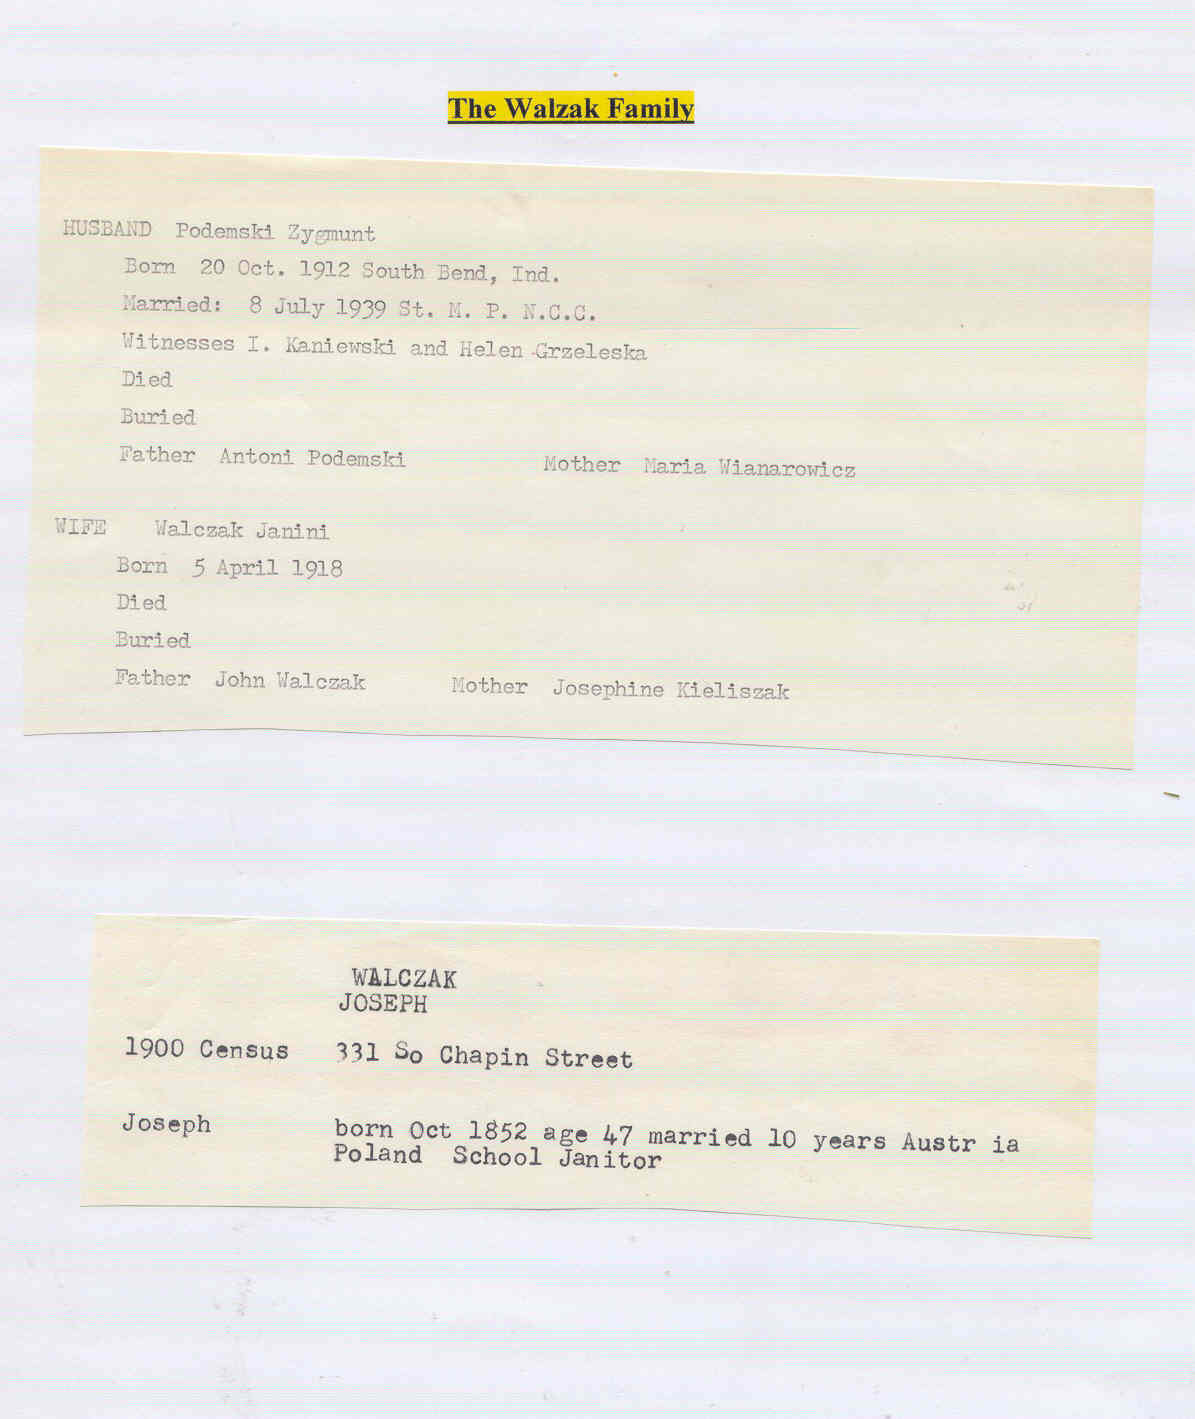 The Walzak Family
HUSBAND Podemski Zygmunt
Born 20 Oct. 1912 South Bend, Ind.
Married: 8 July 1939 St. M. P. N.C.C.
Witnesses I. Kaniewski and Helen Grzeleska
Died
Buried
Father Antoni Podemski Mother Maria Wianarowicz
WIFE Walczak Janini
Born 5 April 1918
Died
Buried
Father John Walczak Mother Josephine Kieliszak
WALCZAK
JOSEPH
1900 Census 331 So Chapin Street
Joseph born Oct 1852 age 47 married 10 years Austr ia
Poland School Janitor